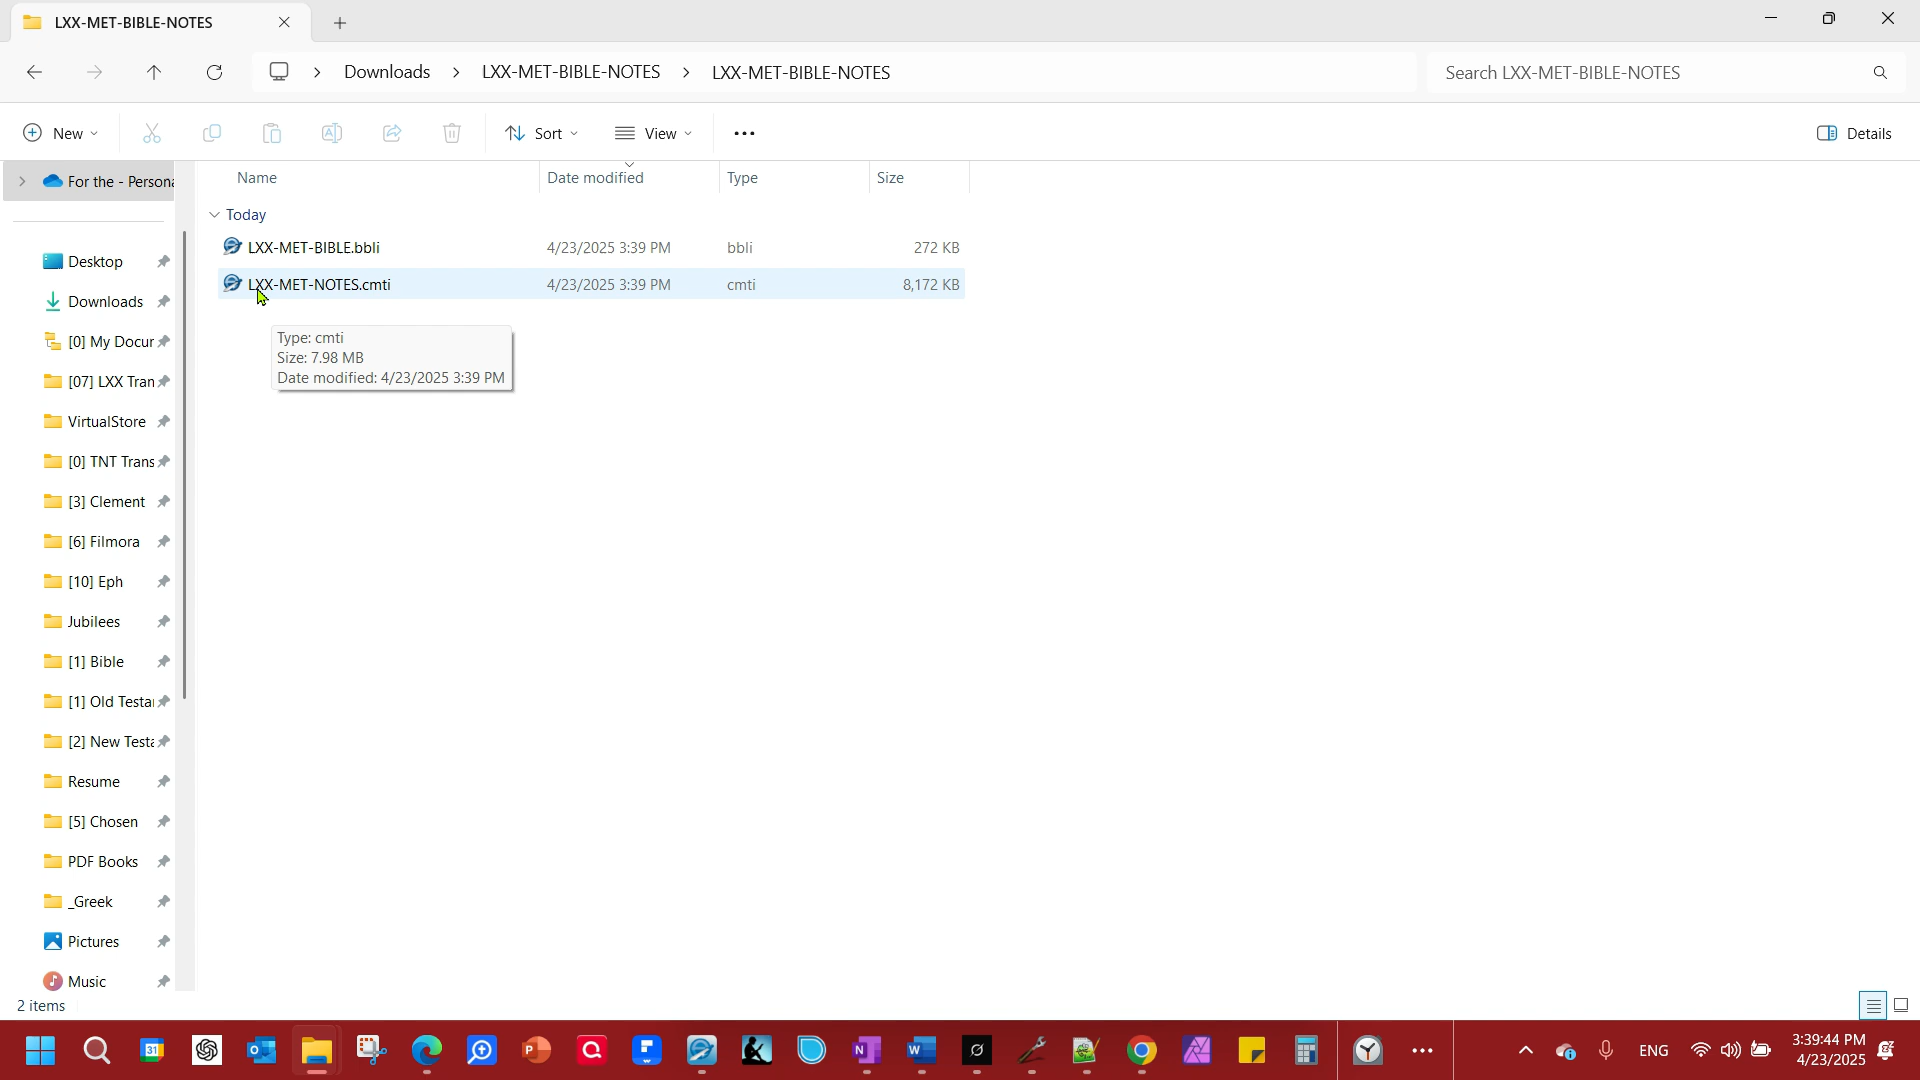 LXX-MET-BIBLE-NOTES
Downloads > LXX-MET-BIBLE-NOTES > LXX-MET-BIBLE-NOTES
Search LXX-MET-BIBLE-NOTES
New
Sort
View
Details
For the - Persona
Name
Date modified
Type
Size
Today
LXX-MET-BIBLE.bbli 4/23/2025 3:39 PM bbli 272 KB
LXX-MET-NOTES.cmti 4/23/2025 3:39 PM cmti 8,172 KB
Type: cmti
Size: 7.98 MB
Date modified: 4/23/2025 3:39 PM
Desktop
Downloads
[0] My Docur
[07] LXX Tran
VirtualStore
[0] TNT Trans
[3] Clement
[6] Filmora
[10] Eph
Jubilees
[1] Bible
[1] Old Testa
[2] New Testa
Resume
[5] Chosen
PDF Books
_Greek
Pictures
Music
2 items
31
ENG
3:39:44 PM
4/23/2025